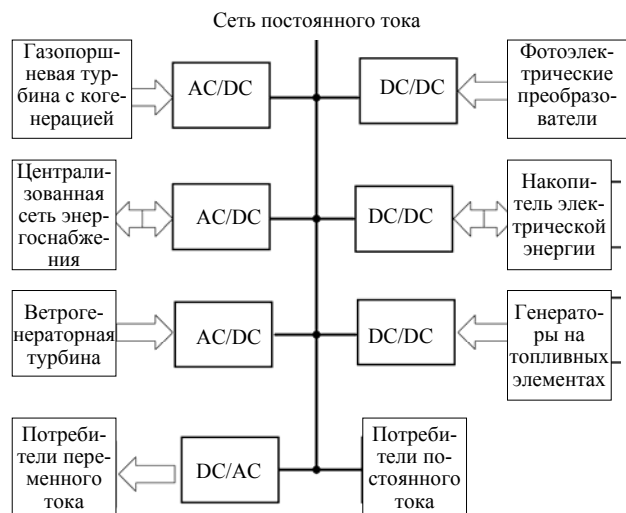 Сеть постоянного тока
Газопорш-
невая тур-
бина с коге-
нерацией
AC/DC
DC/DC
Фотоэлек-
трические
преобразо-
ватели
Централи-
зованная
сеть энер-
госнабже-
ния
AC/DC
DC/DC
Накопи-
тель элек-
трической
энергии
Ветроге-
нераторная
турбина
AC/DC
DC/DC
Генерато-
ры на
топливных
элементах
Потреби-
тели пере-
менного
тока
DC/AC
Потреби-
тели по-
стоянного
тока